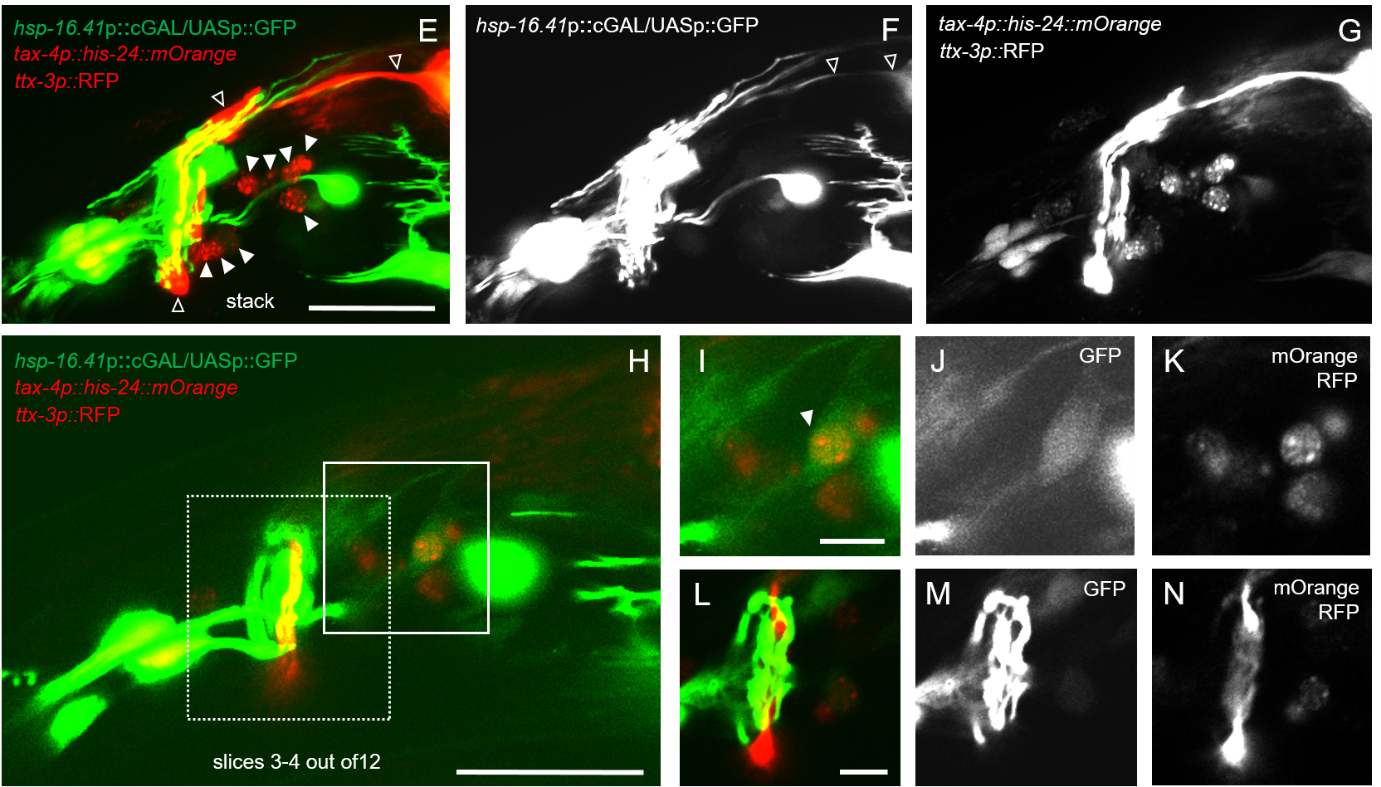 hsp-16.41p::cGAL/UASp::GFP
tax-4p::his-24::mOrange
ttx-3p::RFP
E
stack
hsp-16.41p::cGAL/UASp::GFP
F
tax-4p::his-24::mOrange
ttx-3p::RFP
G
hsp-16.41p::cGAL/UASp::GFP
tax-4p::his-24::mOrange
ttx-3p::RFP
H
slices 3-4 out of12
I
J
GFP
K
mOrange
RFP
L
M
GFP
N
mOrange
RFP